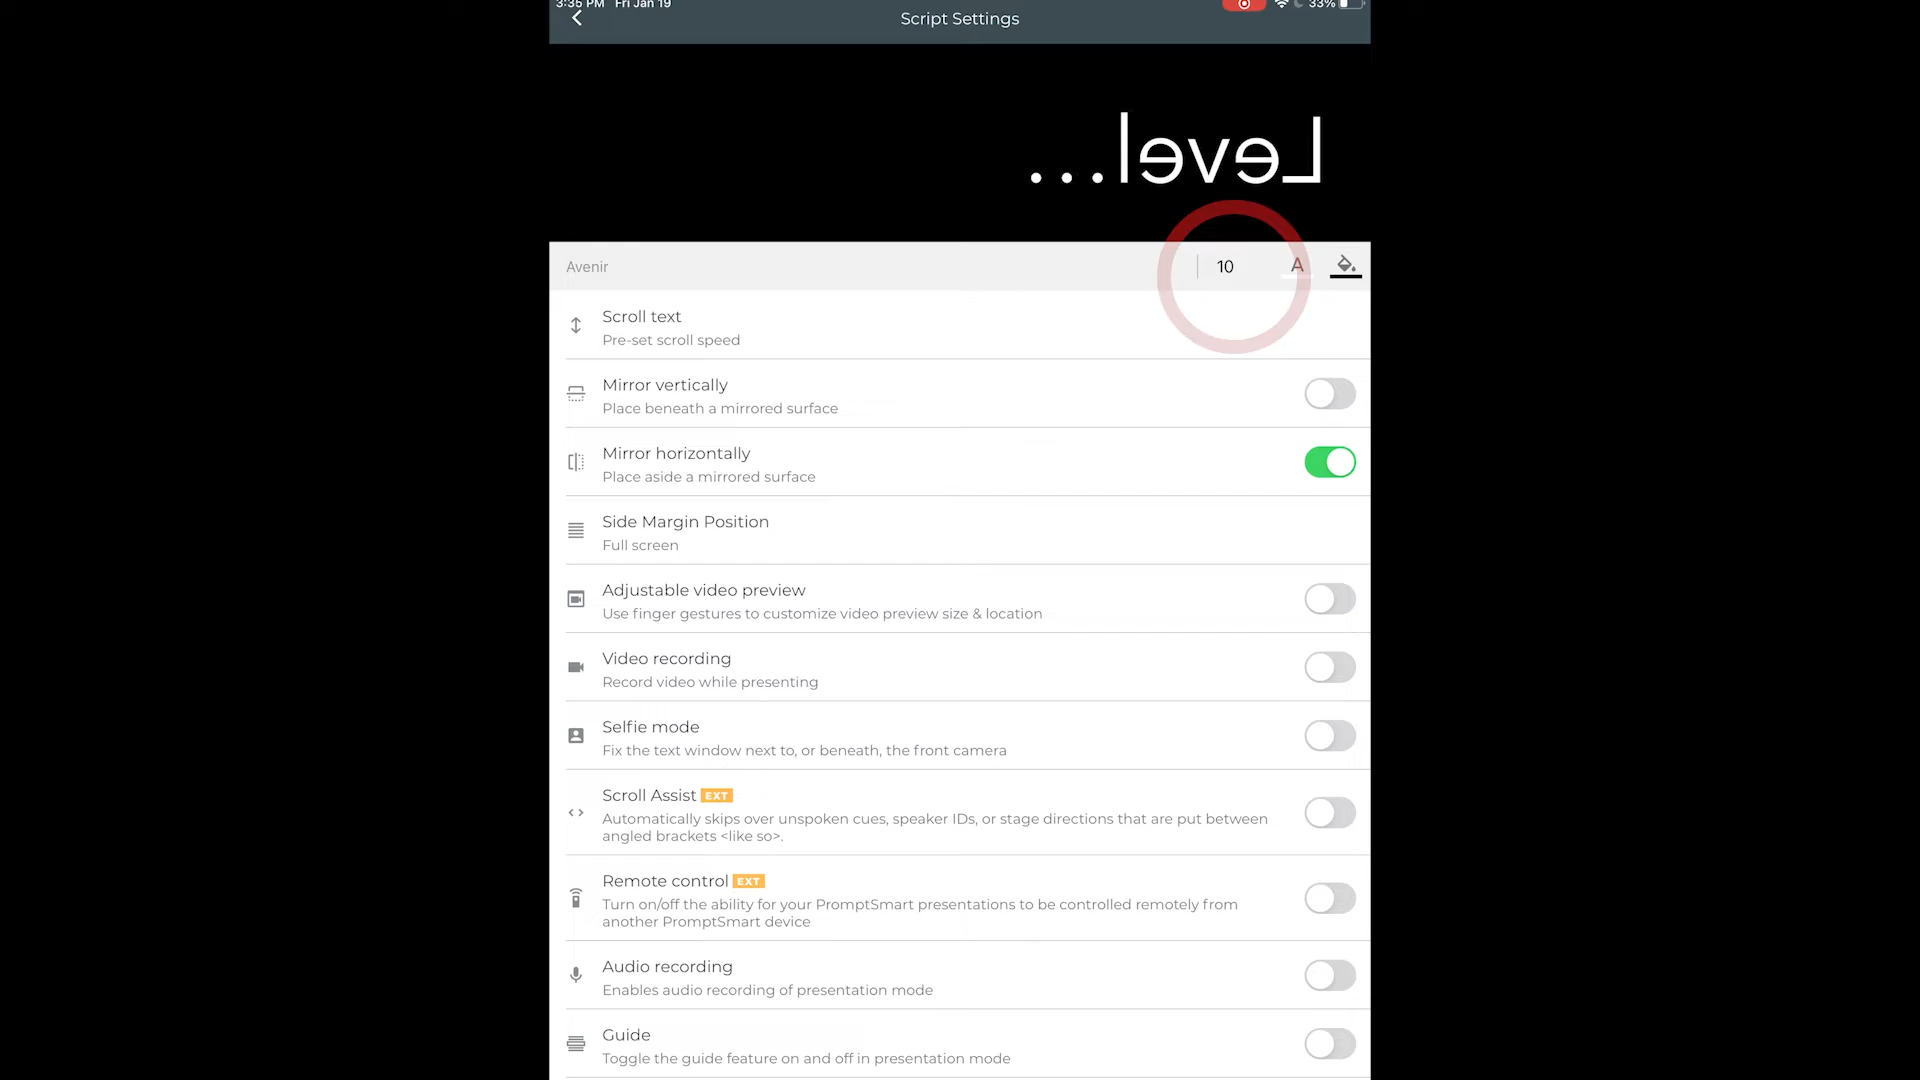 3:35 PM Fri Jan 19 33%
Script Settings
Level...
Avenir 10 A
Scroll text
Pre-set scroll speed
Mirror vertically
Place beneath a mirrored surface
Mirror horizontally
Place aside a mirrored surface
Side Margin Position
Full screen
Adjustable video preview
Use finger gestures to customize video preview size & location
Video recording
Record video while presenting
Selfie mode
Fix the text window next to, or beneath, the front camera
Scroll Assist EXT
Automatically skips over unspoken cues, speaker IDs, or stage directions that are put between
angled brackets <like so>.
Remote control EXT
Turn on/off the ability for your PromptSmart presentations to be controlled remotely from
another PromptSmart device
Audio recording
Enables audio recording of presentation mode
Guide
Toggle the guide feature on and off in presentation mode